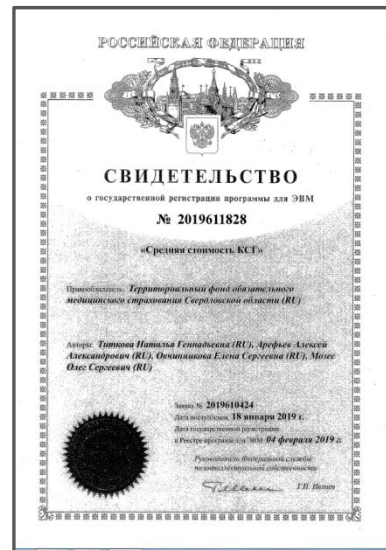 РОССИЙСКАЯ ФЕДЕРАЦИЯ
СВИДЕТЕЛЬСТВО
о государственной регистрации программы для ЭВМ
№ 2019611828
«Средняя стоимость КСГ»
Правообладатель: Территориальный фонд обязательного
медицинского страхования Свердловской области (RU)
Авторы: Титкова Наталья Геннадьевна (RU), Арефьев Алексей
Александрович (RU), Овчинникова Елена Сергеевна (RU), Мозес
Олег Сергеевич (RU)
Заявка № 2019610424
Дата поступления 18 января 2019 г.
Дата государственной регистрации
в Реестре программ для ЭВМ 04 февраля 2019 г.
Руководитель Федеральной службы
по интеллектуальной собственности
Г.П. Ивлиев